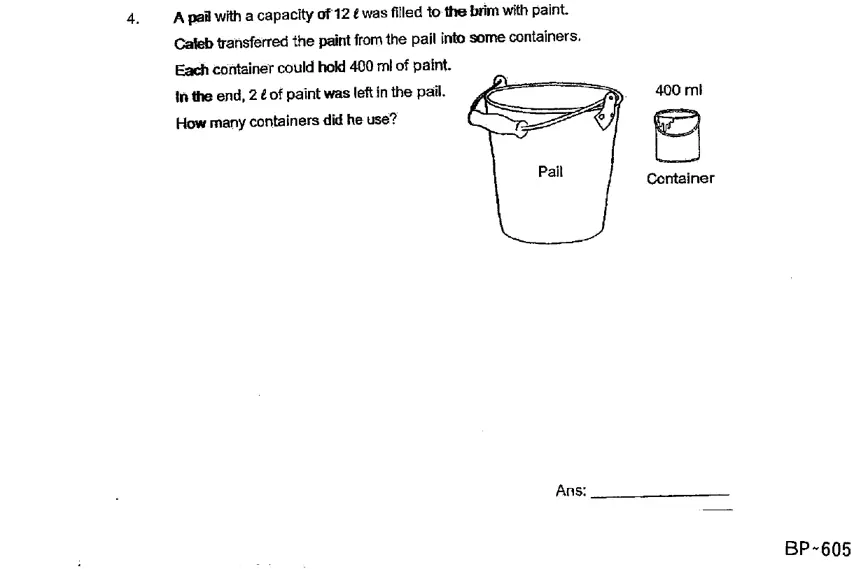 4. A pail with a capacity of 12 ℓ was filled to the brim with paint.
Caleb transferred the paint from the pail into some containers.
Each container could hold 400 ml of paint.
In the end, 2 ℓ of paint was left in the pail.
How many containers did he use?
400 ml
Pail
Container
Ans:
BP~605